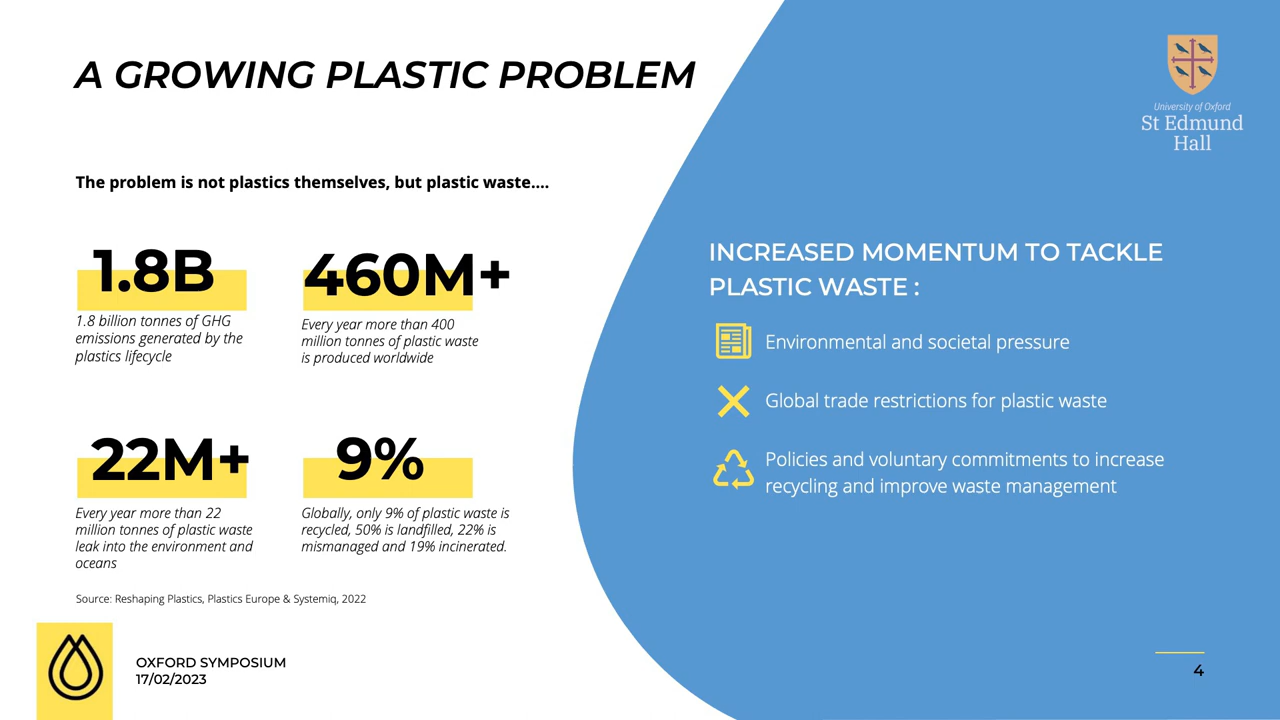 A GROWING PLASTIC PROBLEM
University of Oxford
St Edmund
Hall
The problem is not plastics themselves, but plastic waste....
1.8B
1.8 billion tonnes of GHG
emissions generated by the
plastics lifecycle
460M+
Every year more than 400
million tonnes of plastic waste
is produced worldwide
22M+
Every year more than 22
million tonnes of plastic waste
leak into the environment and
oceans
9%
Globally, only 9% of plastic waste is
recycled, 50% is landfilled, 22% is
mismanaged and 19% incinerated.
Source: Reshaping Plastics, Plastics Europe & Systemiq, 2022
INCREASED MOMENTUM TO TACKLE
PLASTIC WASTE :
Environmental and societal pressure
Global trade restrictions for plastic waste
Policies and voluntary commitments to increase
recycling and improve waste management
OXFORD SYMPOSIUM
17/02/2023
4